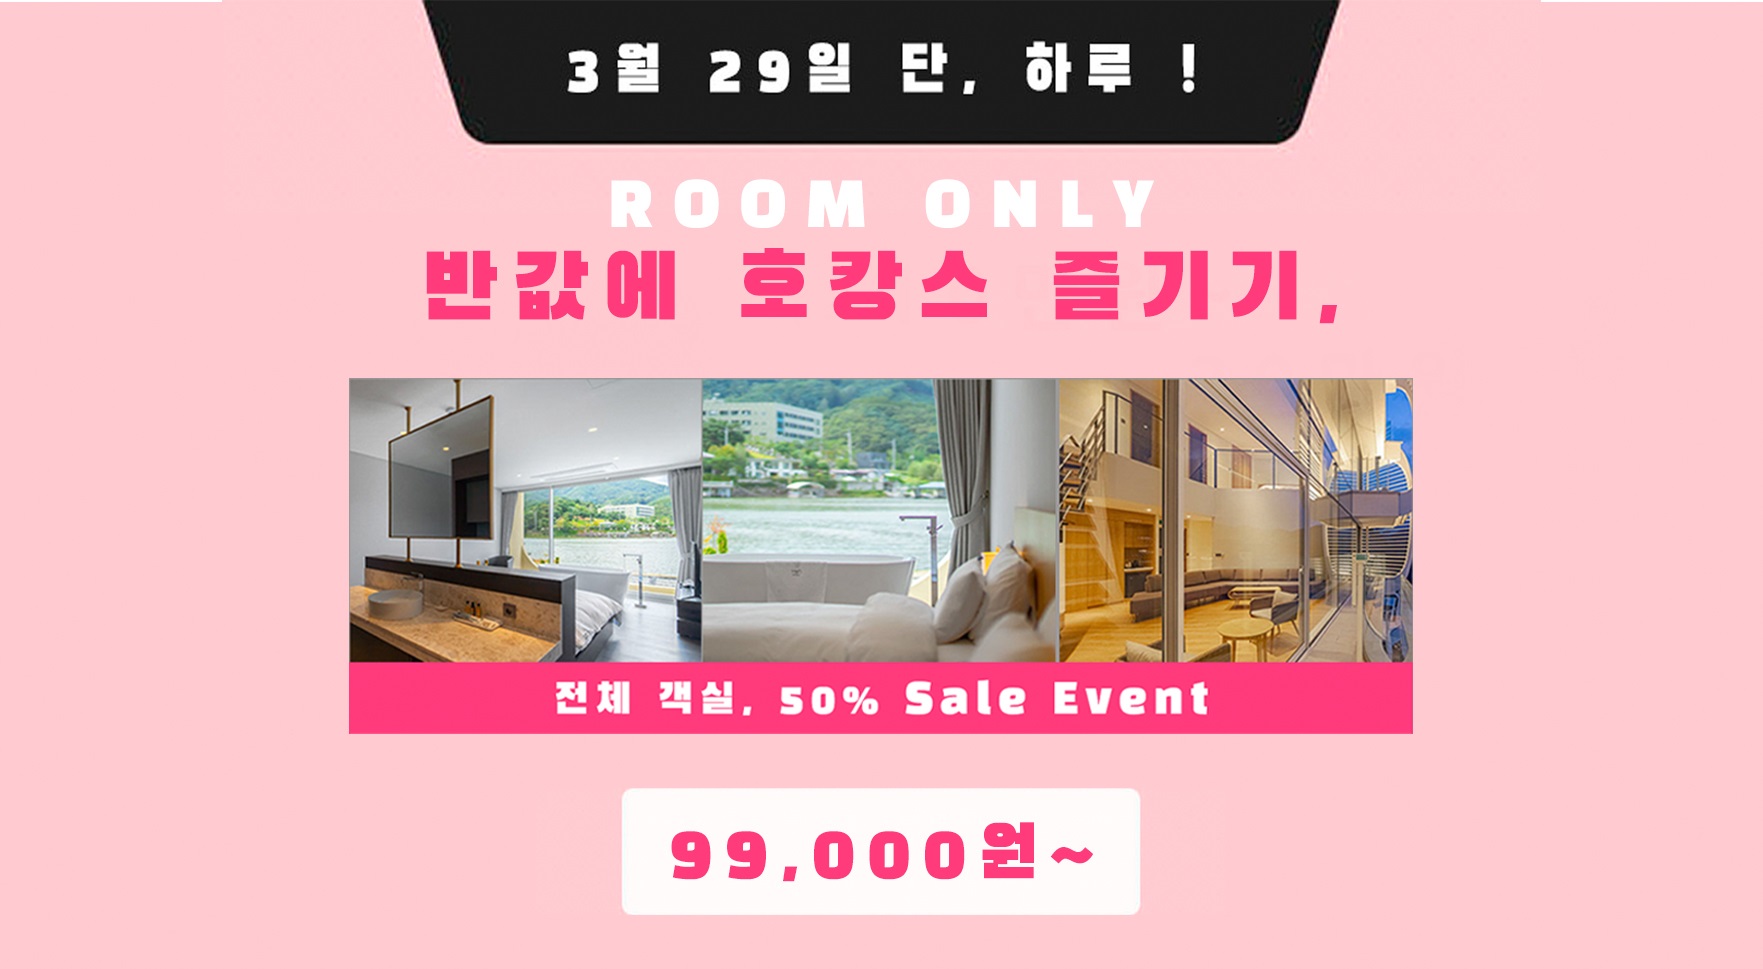 3월 29일 단, 하루 !
ROOM ONLY
반값에 호캉스 즐기기,
전체 객실, 50% Sale Event
99,000원~